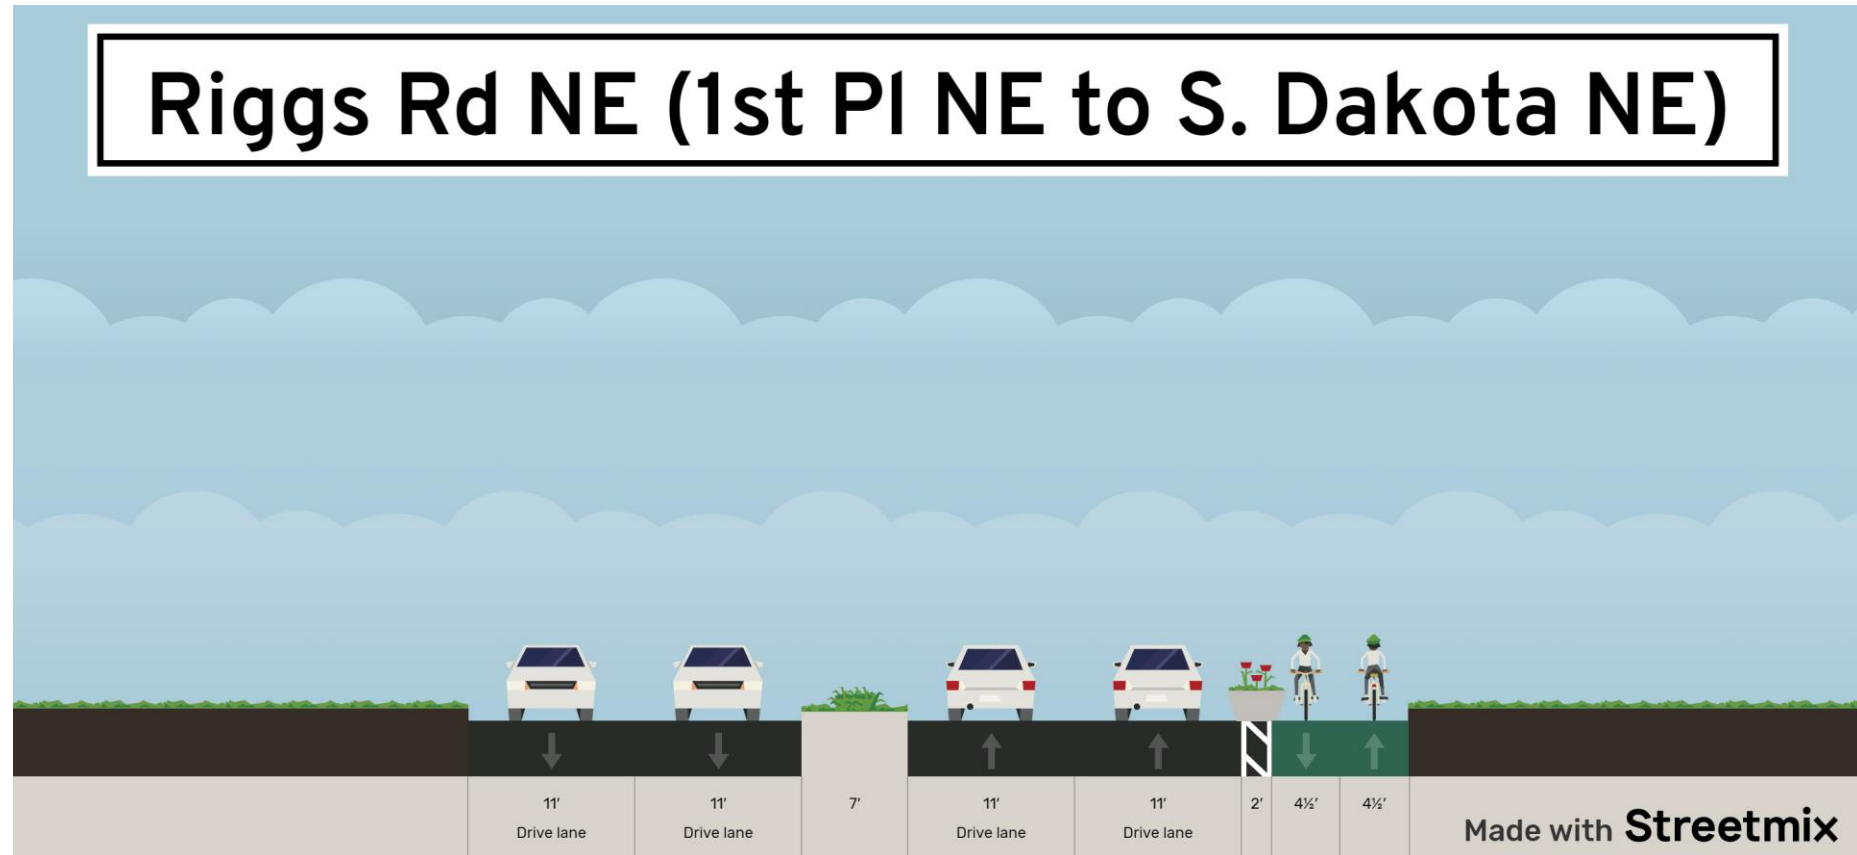 Riggs Rd NE (1st Pl NE to S. Dakota NE)
11' 11' 7' 11' 11' 2' 4½' 4½'
Drive lane Drive lane Drive lane Drive lane
Made with Streetmix